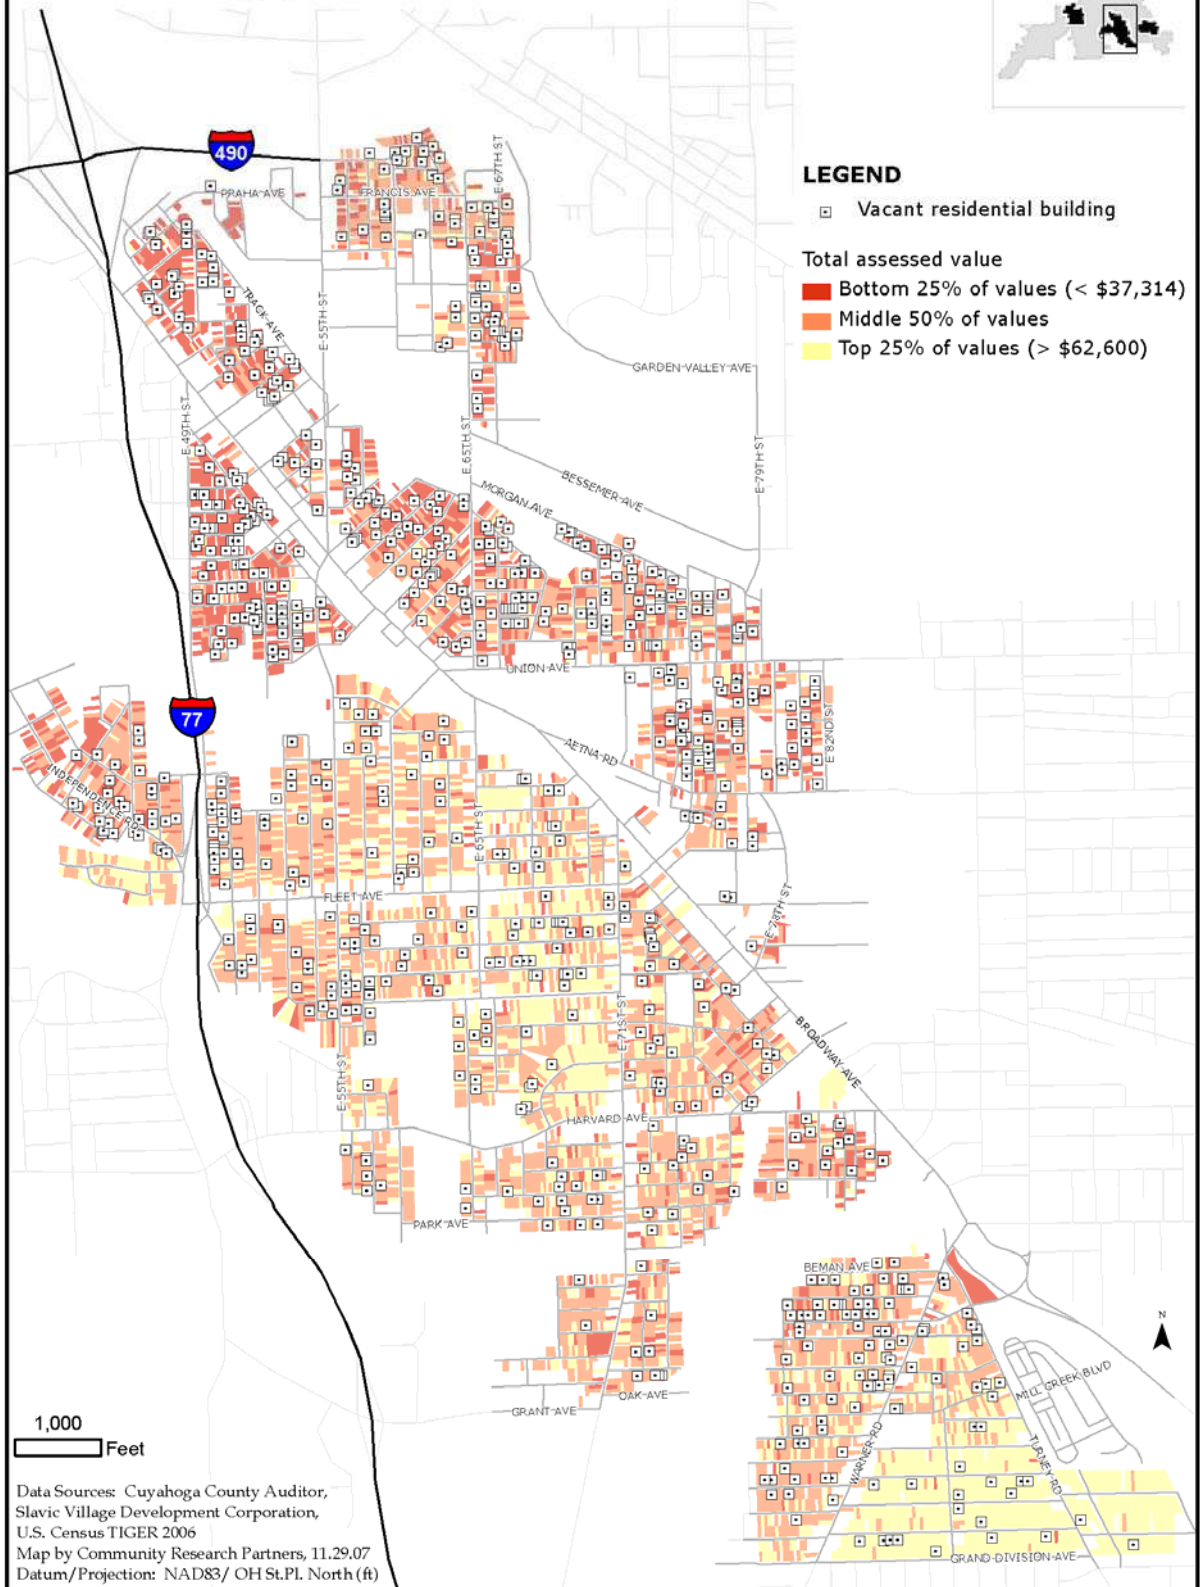 490
PRAHA AVE
FRANCIS AVE
E 67TH ST
LEGEND
Vacant residential building
Total assessed value
Bottom 25% of values (< $37,314)
Middle 50% of values
Top 25% of values (> $62,600)
TRACK AVE
E 55TH ST
GARDEN VALLEY AVE
E 49TH ST
E 65TH ST
E 79TH ST
BESSEMER AVE
MORGAN AVE
UNION AVE
77
E 82ND ST
AETNA RD
INDEPENDENCE RD
E 65TH ST
FLEET AVE
E 78TH ST
E 71ST ST
BROADWAY AVE
E 55TH ST
HARVARD AVE
PARK AVE
BEMAN AVE
N
MILL CREEK BLVD
OAK AVE
GRANT AVE
WARNER RD
TURNEY RD
1,000
Feet
GRAND DIVISION AVE
Data Sources: Cuyahoga County Auditor,
Slavic Village Development Corporation,
U.S. Census TIGER 2006
Map by Community Research Partners, 11.29.07
Datum/Projection: NAD83/ OH St.Pl. North (ft)